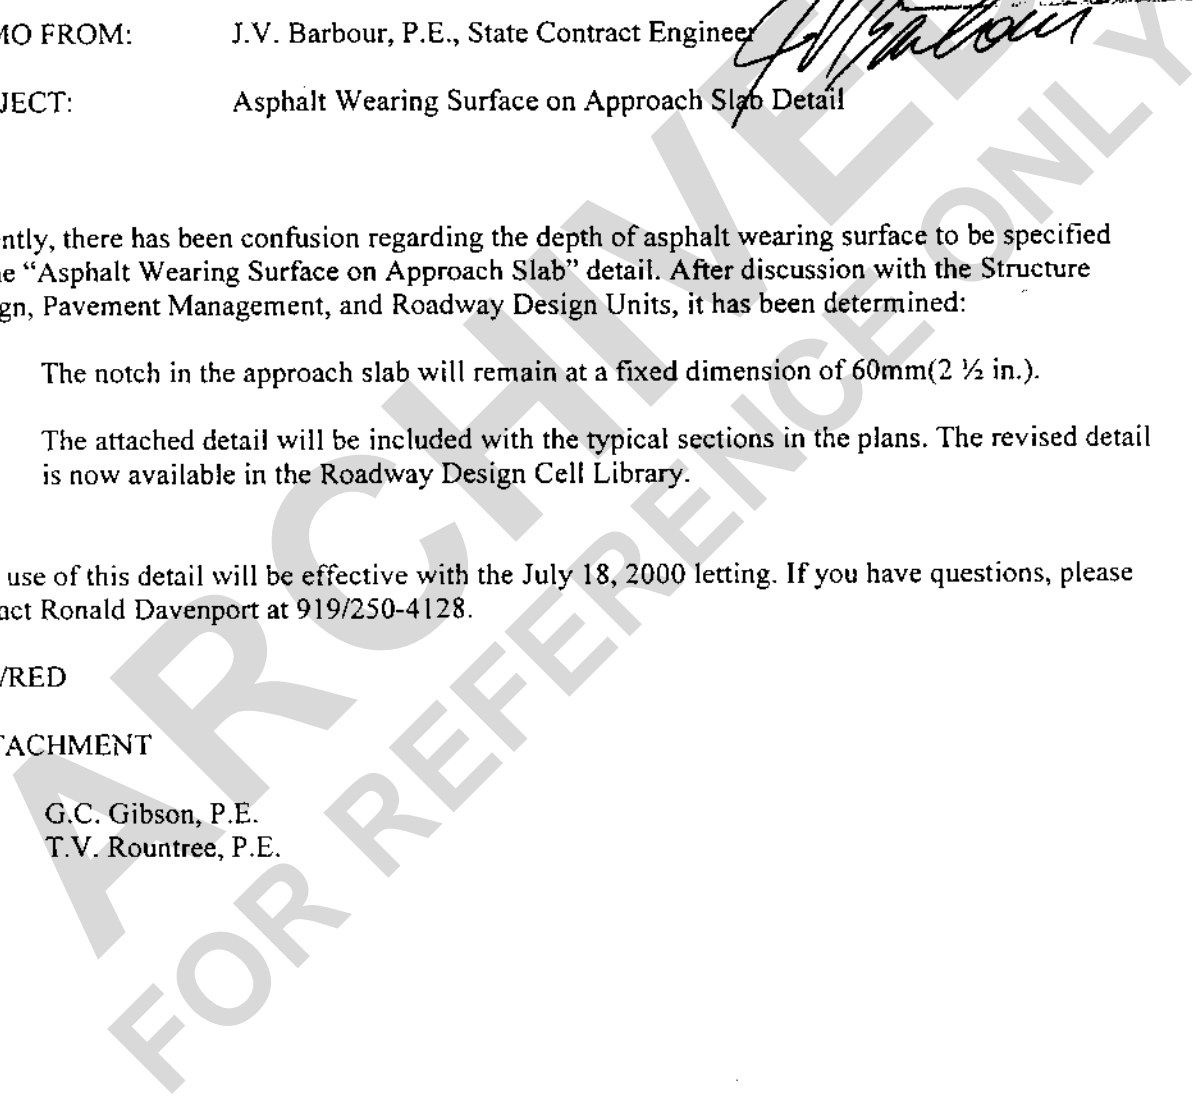 MO FROM: J.V. Barbour, P.E., State Contract Engineer
JECT: Asphalt Wearing Surface on Approach Slab Detail
ntly, there has been confusion regarding the depth of asphalt wearing surface to be specified
e “Asphalt Wearing Surface on Approach Slab” detail. After discussion with the Structure
gn, Pavement Management, and Roadway Design Units, it has been determined:
The notch in the approach slab will remain at a fixed dimension of 60mm(2 ½ in.).
The attached detail will be included with the typical sections in the plans. The revised detail
is now available in the Roadway Design Cell Library.
use of this detail will be effective with the July 18, 2000 letting. If you have questions, please
act Ronald Davenport at 919/250-4128.
/RED
TACHMENT
G.C. Gibson, P.E.
T.V. Rountree, P.E.
ARCHIVE
FOR REFERENCE ONLY